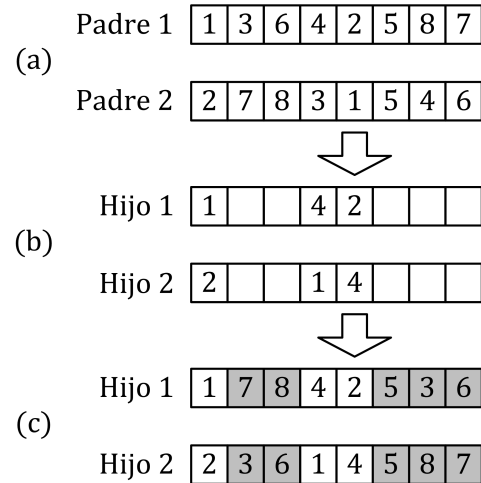 Padre 1 1 3 6 4 2 5 8 7
(a)
Padre 2 2 7 8 3 1 5 4 6
Hijo 1 1 4 2
(b)
Hijo 2 2 1 4
Hijo 1 1 7 8 4 2 5 3 6
(c)
Hijo 2 2 3 6 1 4 5 8 7